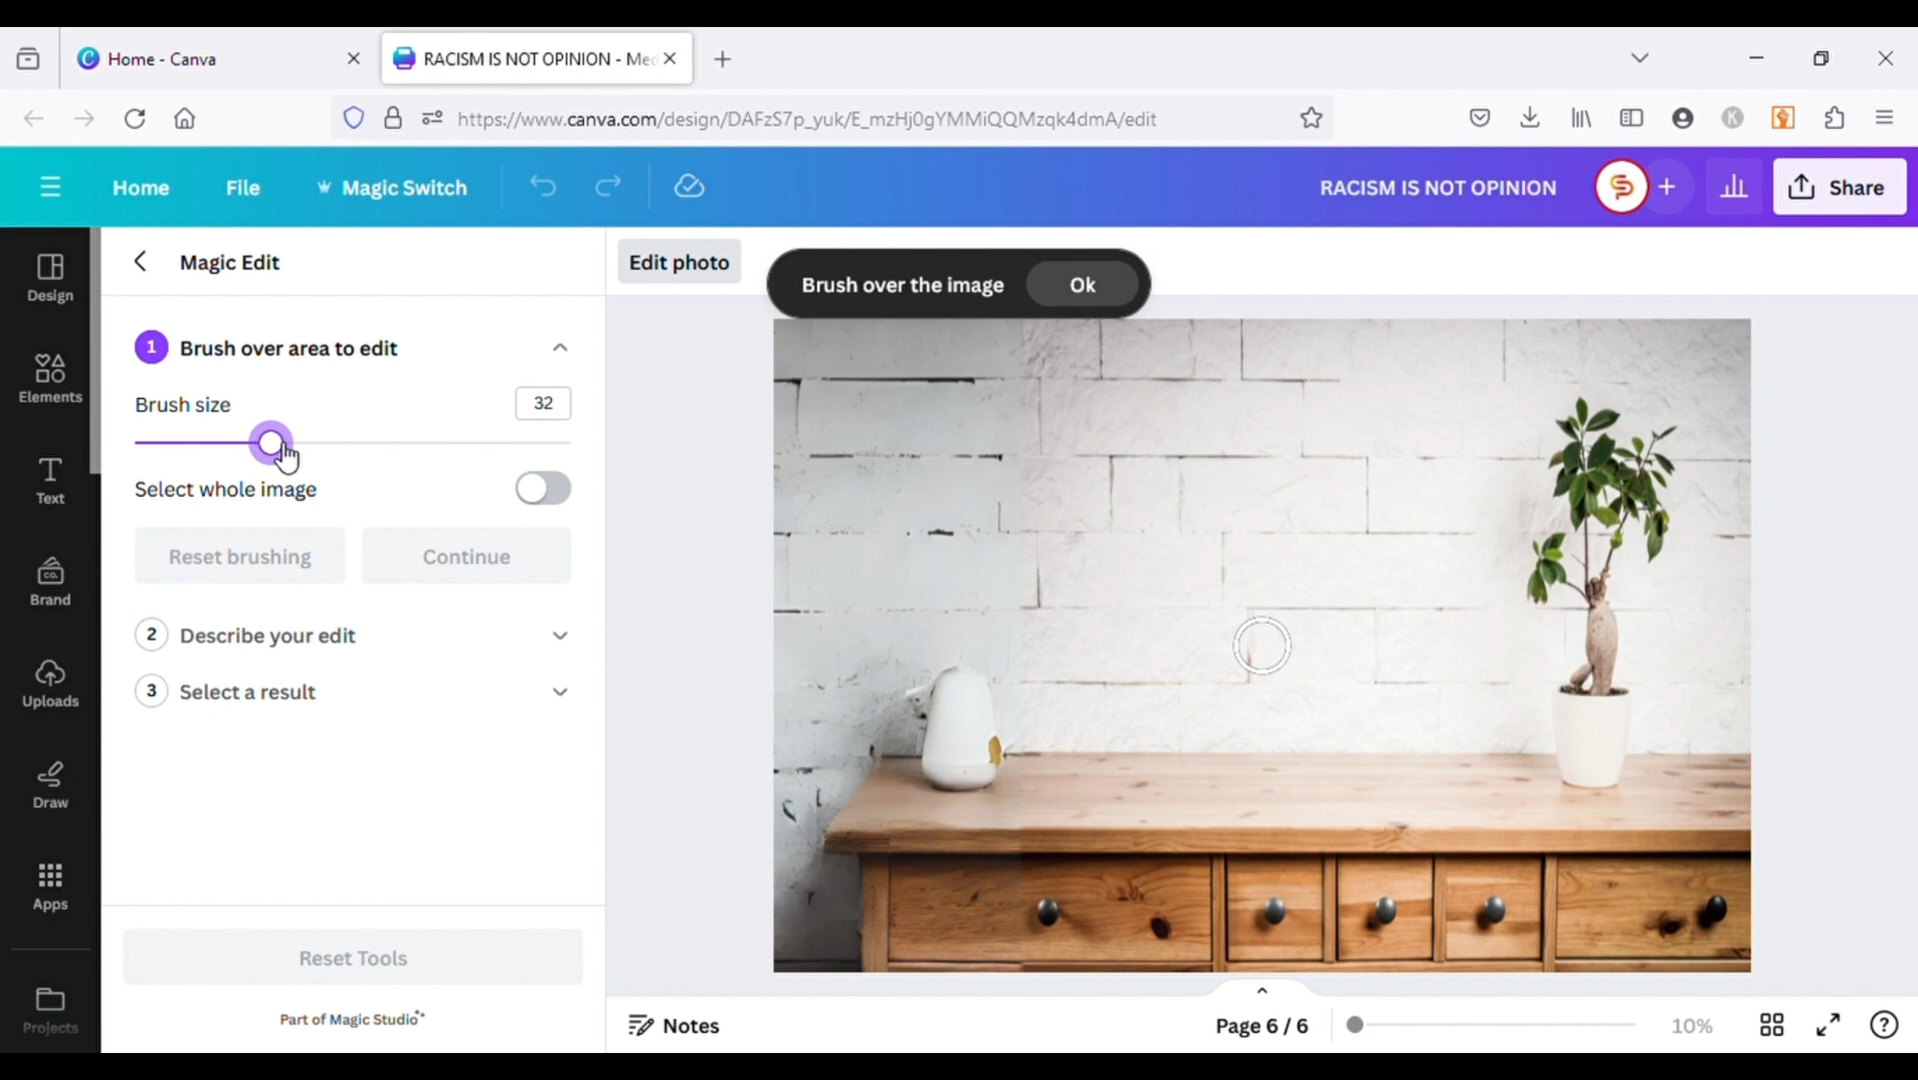 Home - Canva
RACISM IS NOT OPINION - Med
https://www.canva.com/design/DAFzS7p_yuk/E_mzHj0gYMMiQQMzqk4dmA/edit
K
Home
File
Magic Switch
RACISM IS NOT OPINION
Share
Design
Elements
Text
Brand
Uploads
Draw
Apps
Projects
Magic Edit
1 Brush over area to edit
Brush size
32
Select whole image
Reset brushing
Continue
2 Describe your edit
3 Select a result
Reset Tools
Part of Magic Studio
Edit photo
Brush over the image
Ok
Notes
Page 6 / 6
10%